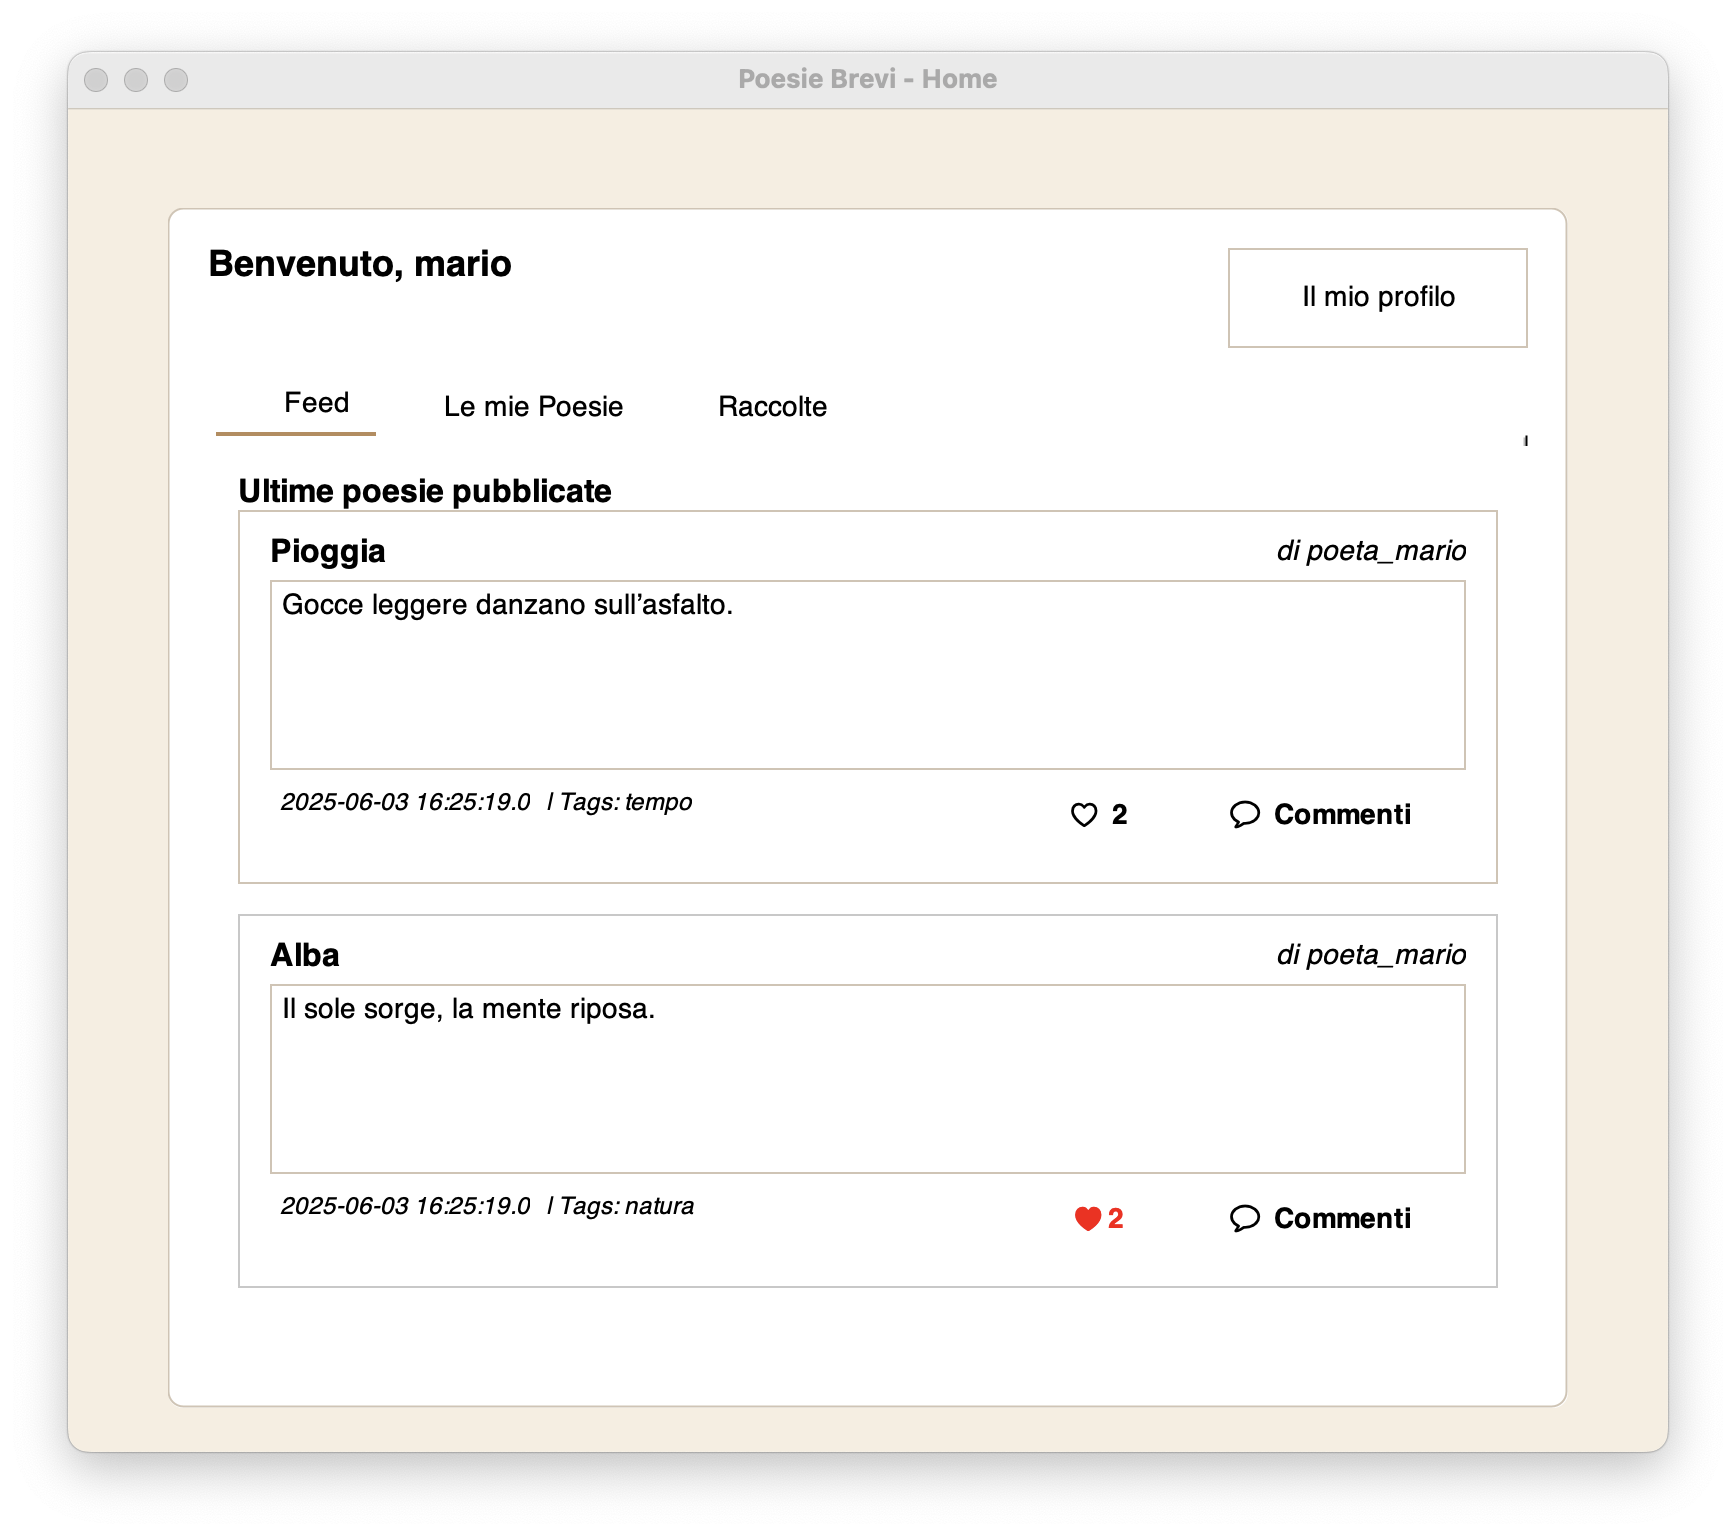 Poesie Brevi - Home
Benvenuto, mario
Il mio profilo
Feed
Le mie Poesie
Raccolte
Ultime poesie pubblicate
Pioggia
di poeta_mario
Gocce leggere danzano sull’asfalto.
2025-06-03 16:25:19.0 | Tags: tempo
2
Commenti
Alba
di poeta_mario
Il sole sorge, la mente riposa.
2025-06-03 16:25:19.0 | Tags: natura
2
Commenti